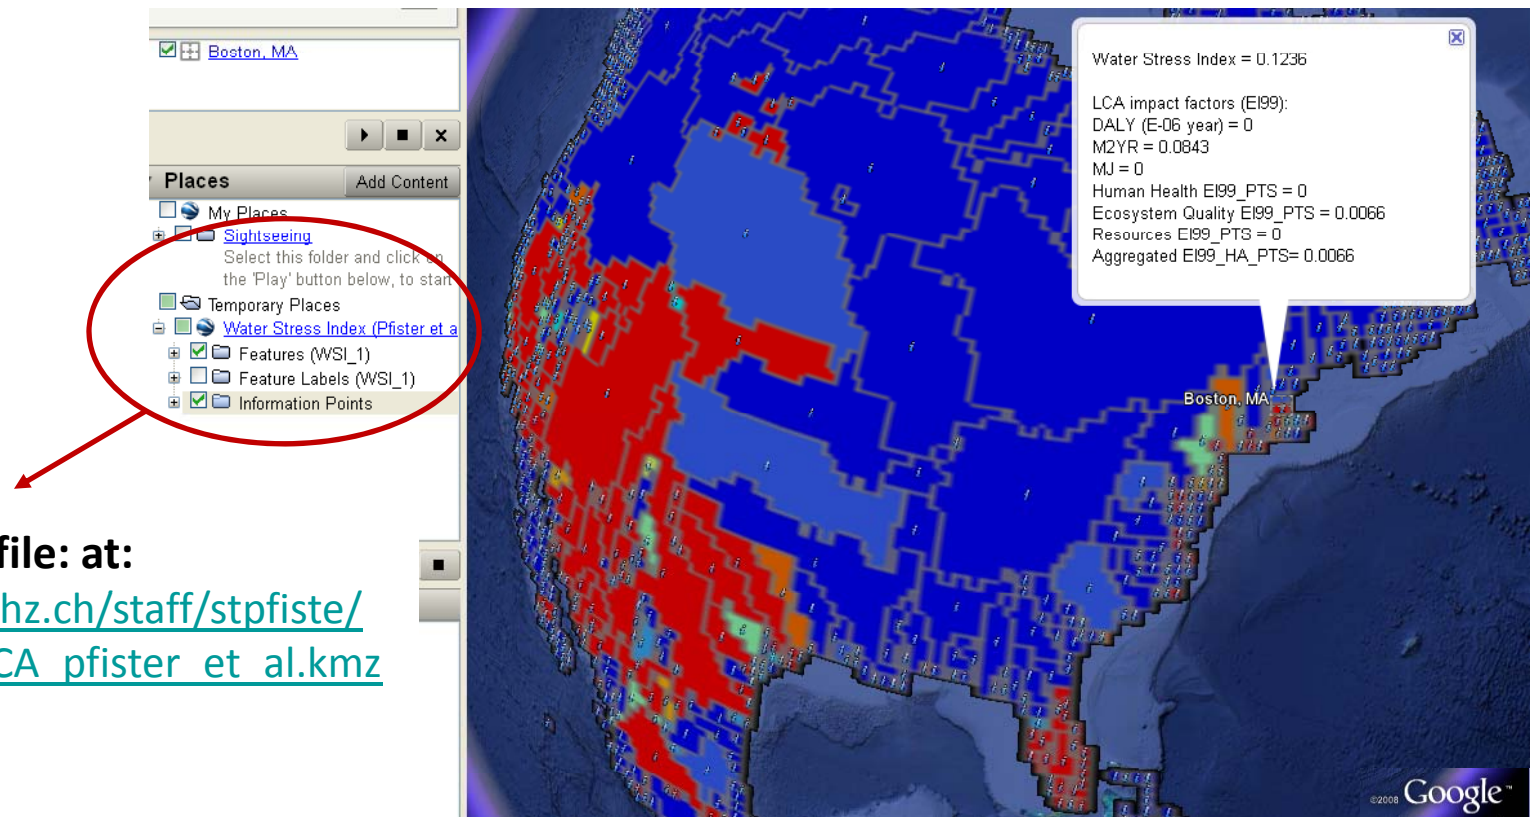 Boston, MA
Places
Add Content
My Places
Sightseeing
Select this folder and click on
the 'Play' button below, to start
Temporary Places
Water Stress Index (Pfister et a
Features (WSI_1)
Feature Labels (WSI_1)
Information Points
file: at:
hz.ch/staff/stpfiste/
CA_pfister_et_al.kmz
Water Stress Index = 0.1236
LCA impact factors (EI99):
DALY (E-06 year) = 0
M2YR = 0.0843
MJ = 0
Human Health EI99_PTS = 0
Ecosystem Quality EI99_PTS = 0.0066
Resources EI99_PTS = 0
Aggregated EI99_HA_PTS= 0.0066
Boston, MA
©2008 Google™